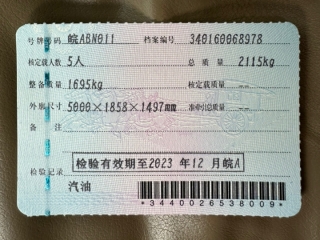 号牌号码 皖ABN011 档案编号 340160068978
核定载人数 5人 总质量 2115kg
整备质量 1695kg 核定载质量 --
外廓尺寸 5000×1858×1497mm 准牵引总质量 --
备注
检验有效期至2023 年12 月皖A
检验记录
汽油
*3440026538009*